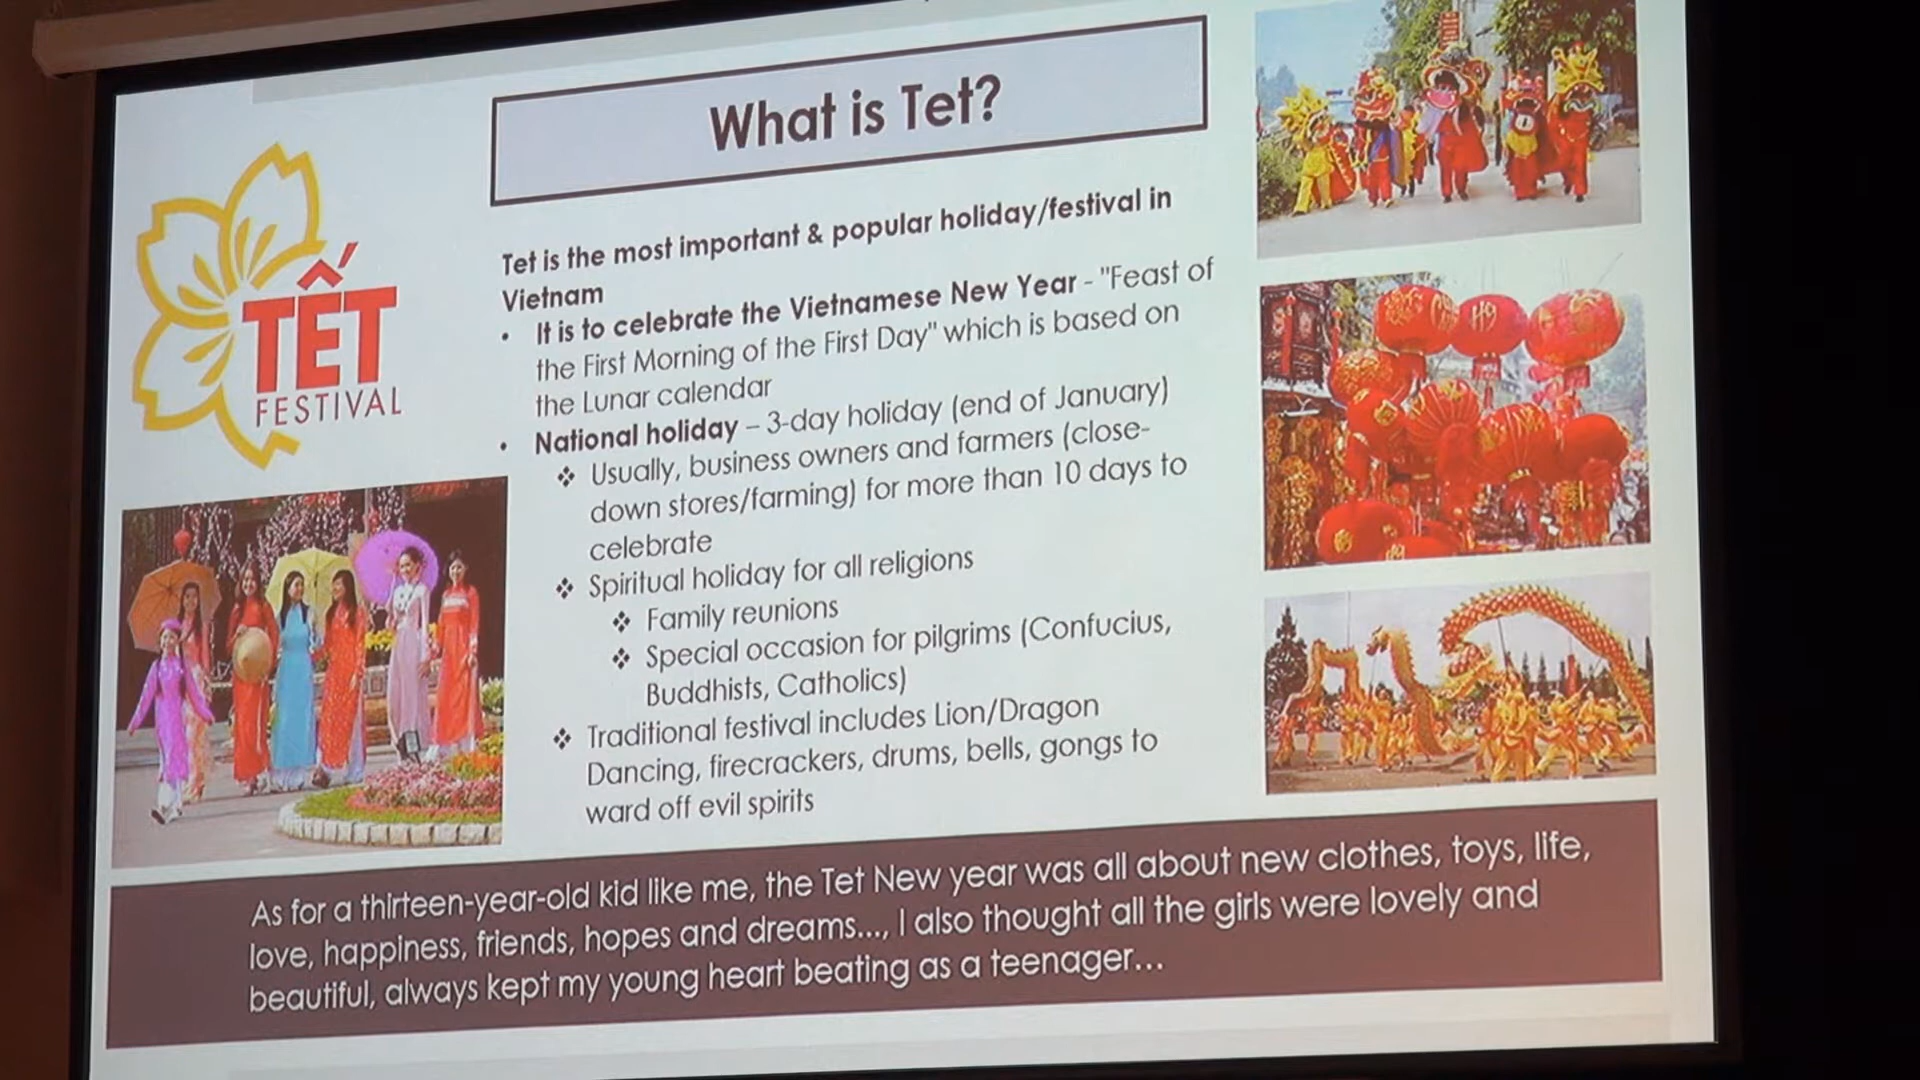 What is Tet?
TẾT
FESTIVAL
Tet is the most important & popular holiday/festival in
Vietnam
• It is to celebrate the Vietnamese New Year - "Feast of
the First Morning of the First Day" which is based on
the Lunar calendar
• National holiday – 3-day holiday (end of January)
❖ Usually, business owners and farmers (close-
down stores/farming) for more than 10 days to
celebrate
❖ Spiritual holiday for all religions
❖ Family reunions
❖ Special occasion for pilgrims (Confucius,
Buddhists, Catholics)
❖ Traditional festival includes Lion/Dragon
Dancing, firecrackers, drums, bells, gongs to
ward off evil spirits
As for a thirteen-year-old kid like me, the Tet New year was all about new clothes, toys, life,
love, happiness, friends, hopes and dreams..., I also thought all the girls were lovely and
beautiful, always kept my young heart beating as a teenager...